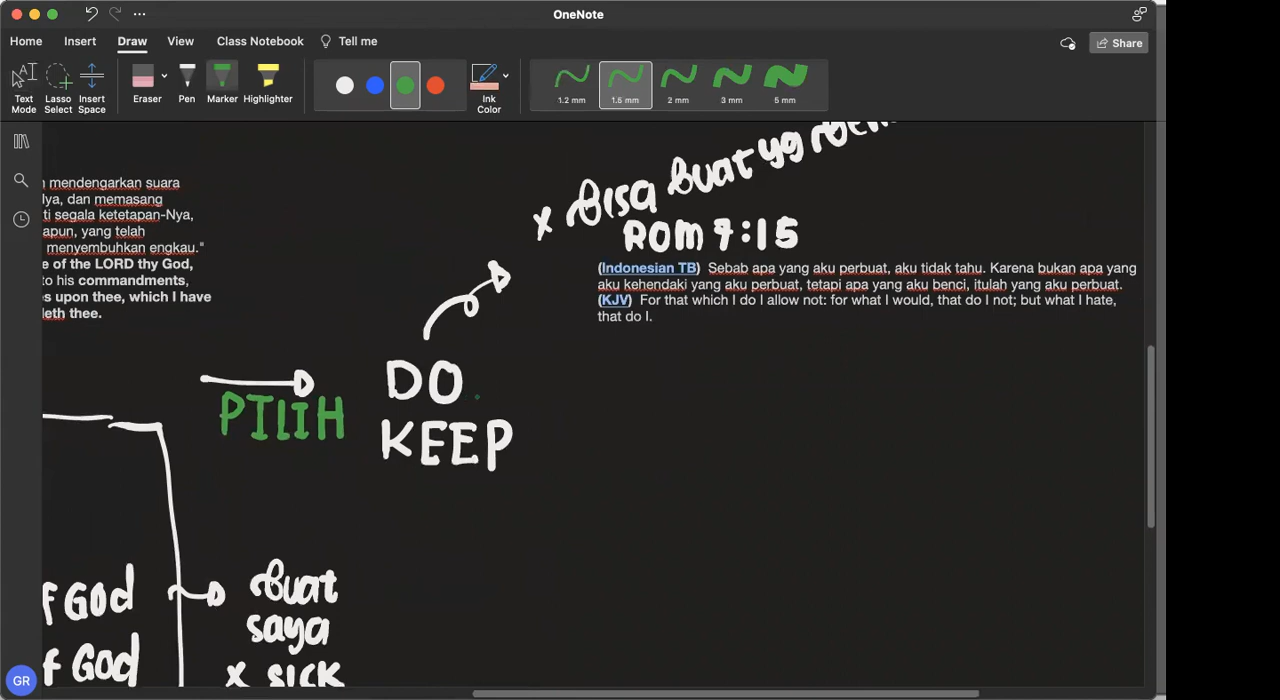 OneNote
Home Insert Draw View Class Notebook Tell me
Share
Text Mode
Lasso Select
Insert Space
Eraser
Pen
Marker
Highlighter
Ink Color
1.2 mm
1.5 mm
2 mm
3 mm
5 mm
mendengarkan suara
dan memasang
segala ketetapan-Nya,
yang telah
menyembuhkan engkau."
of the LORD thy God,
to his commandments,
upon thee, which I have
thee.
x Bisa Buat yg
ROM 7:15
(Indonesian TB) Sebab apa yang aku perbuat, aku tidak tahu. Karena bukan apa yang
aku kehendaki yang aku perbuat, tetapi apa yang aku benci, itulah yang aku perbuat.
(KJV) For that which I do I allow not: for what I would, that do I not; but what I hate,
that do I.
DO
PILIH
KEEP
God
Buat
saya
God
x SICK
GR